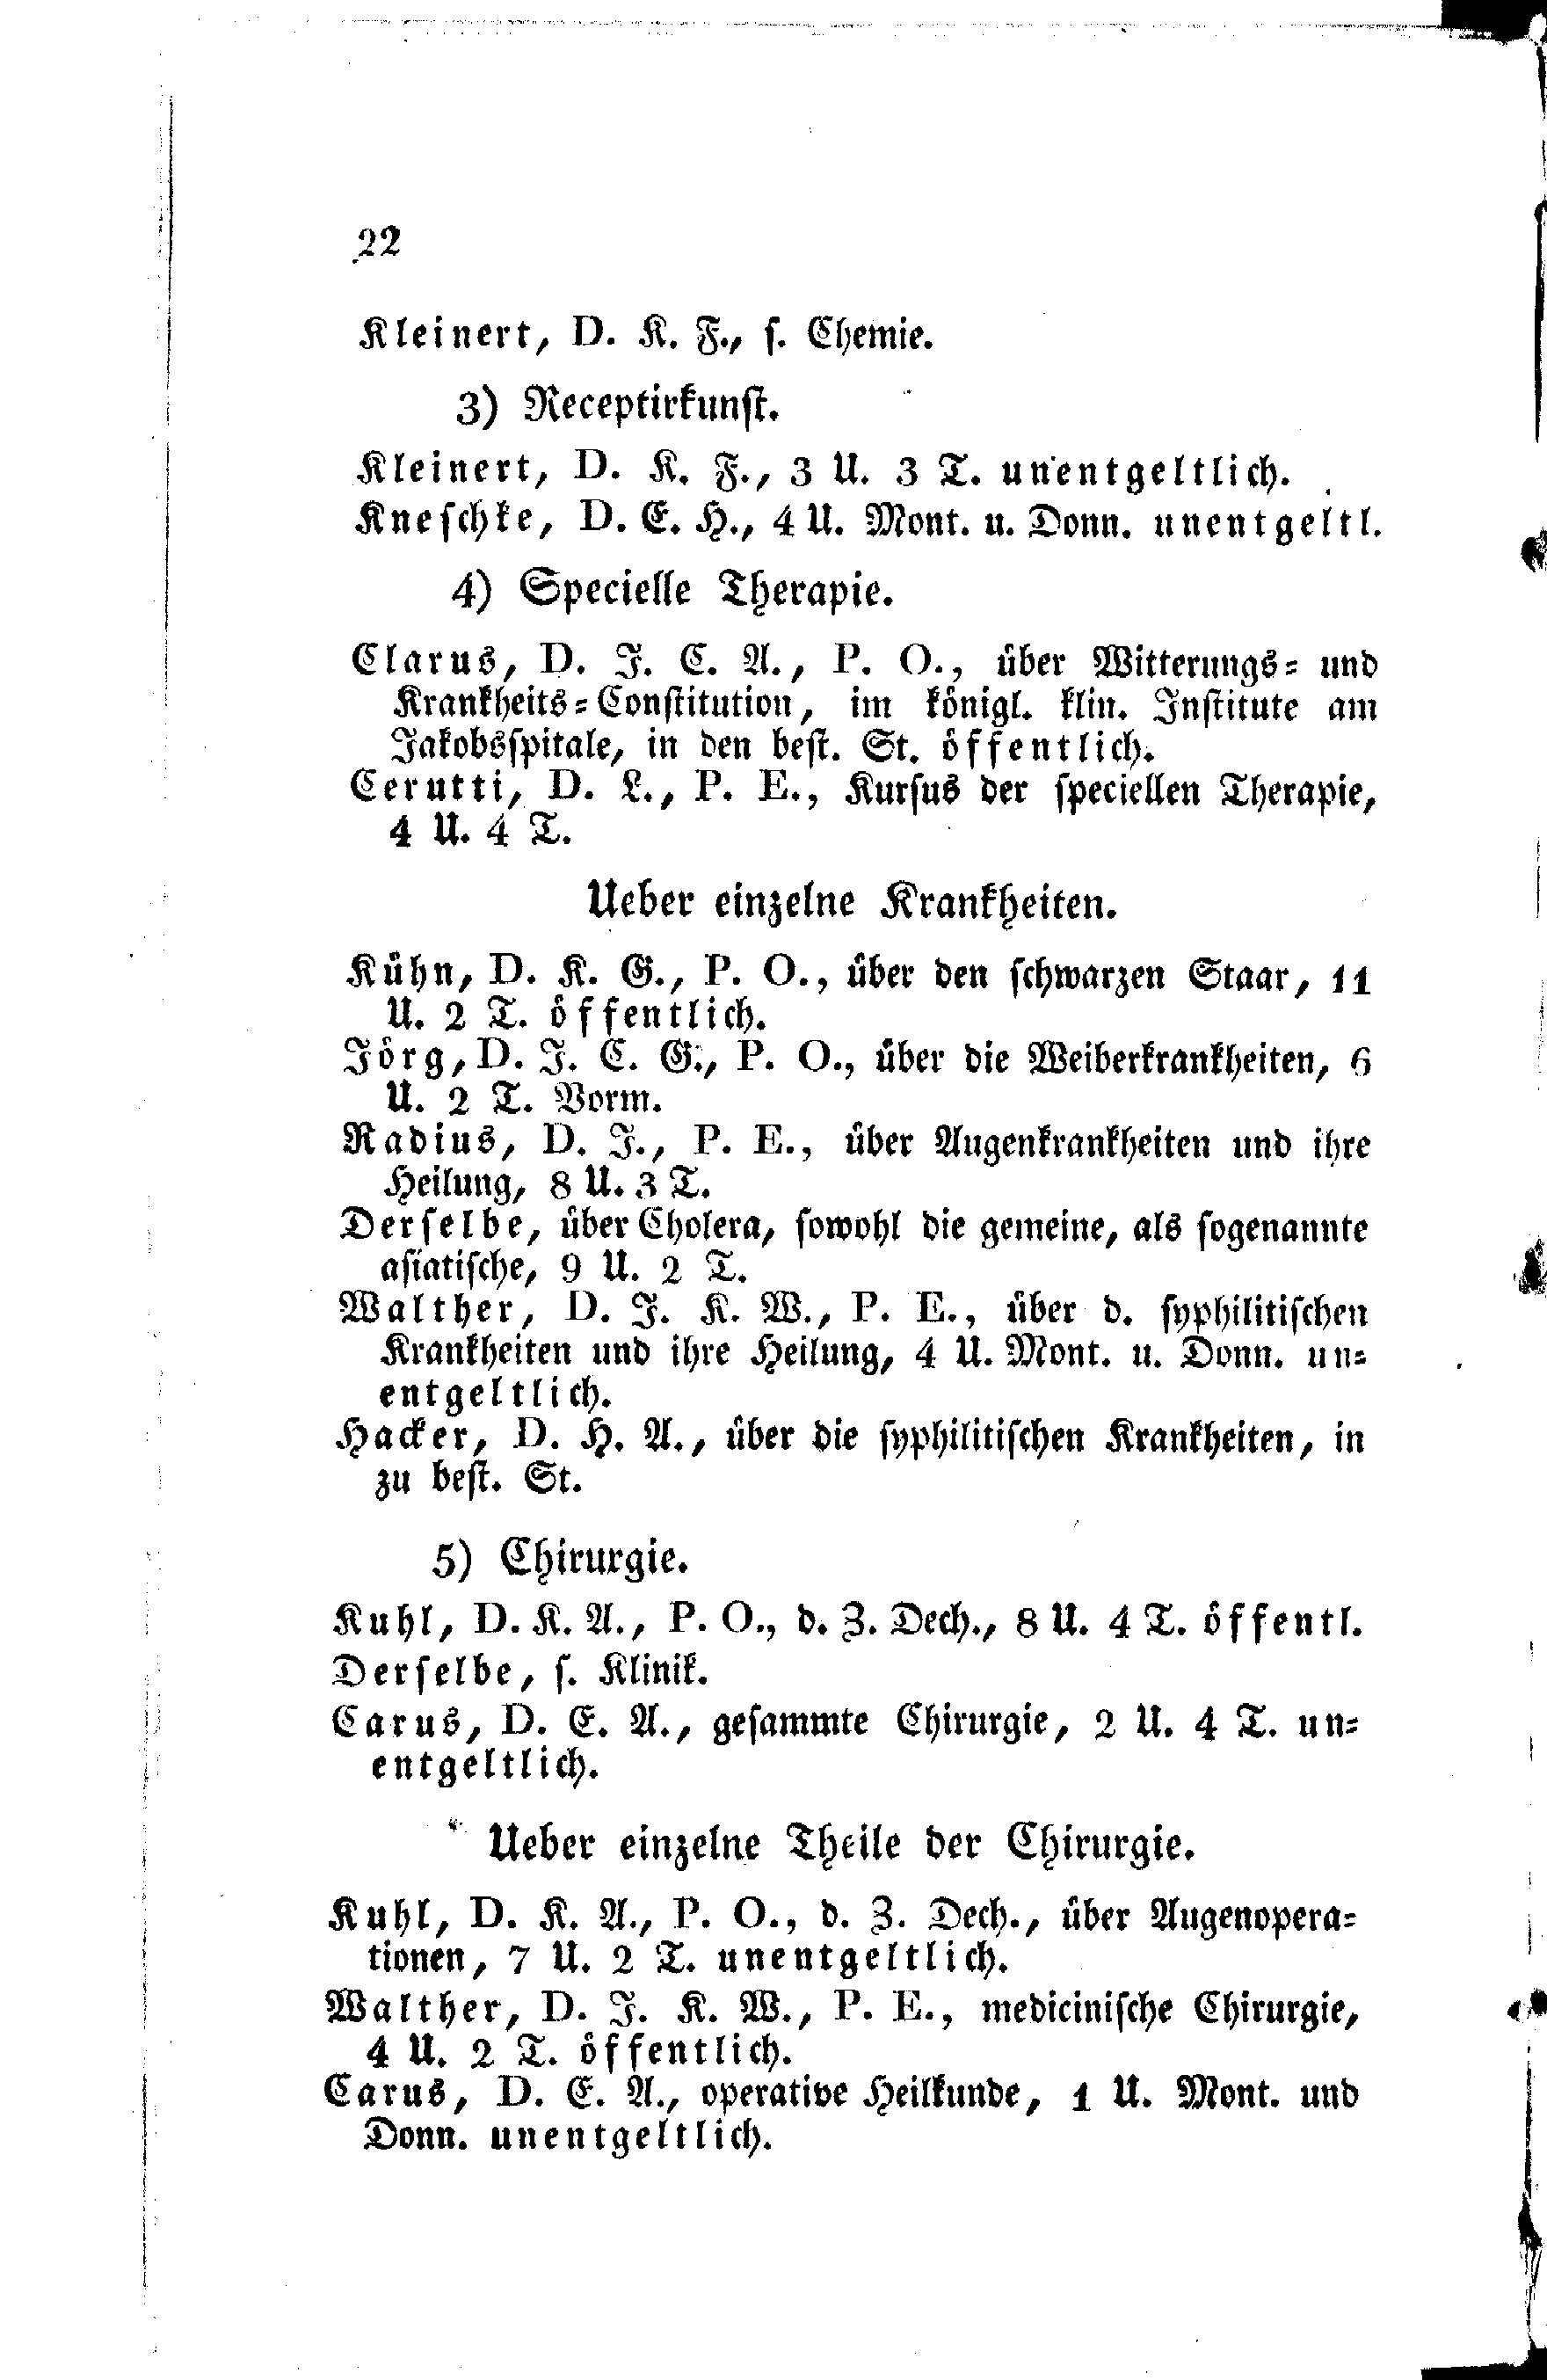 22
Kleinert, D. K. F., s. Chemie.
3) Receptirkunst.
Kleinert, D. K. F., 3 U. 3 T. unentgeltlich.
Kneschke, D. E. H., 4 U. Mont. u. Donn. unentgeltl.
4) Specielle Therapie.
Clarus, D. J. C. A., P. O., über Witterungs- und
Krankheits-Constitution, im königl. klin. Institute am
Jakobsspitale, in den best. St. öffentlich.
Cerutti, D. L., P. E., Kursus der speciellen Therapie,
4 U. 4 T.
Ueber einzelne Krankheiten.
Kühn, D. K. G., P. O., über den schwarzen Staar, 11
U. 2 T. öffentlich.
Jörg, D. J. C. G., P. O., über die Weiberkrankheiten, 6
U. 2 T. Vorm.
Radius, D. J., P. E., über Augenkrankheiten und ihre
Heilung, 8 U. 3 T.
Derselbe, über Cholera, sowohl die gemeine, als sogenannte
asiatische, 9 U. 2 T.
Walther, D. J. K. W., P. E., über d. syphilitischen
Krankheiten und ihre Heilung, 4 U. Mont. u. Donn. un-
entgeltlich.
Hacker, D. H. A., über die syphilitischen Krankheiten, in
zu best. St.
5) Chirurgie.
Kuhl, D. K. A., P. O., d. Z. Dech., 8 U. 4 T. öffentl.
Derselbe, s. Klinik.
Carus, D. E. A., gesammte Chirurgie, 2 U. 4 T. un-
entgeltlich.
Ueber einzelne Theile der Chirurgie.
Kuhl, D. K. A., P. O., d. Z. Dech., über Augenopera-
tionen, 7 U. 2 T. unentgeltlich.
Walther, D. J. K. W., P. E., medicinische Chirurgie,
4 U. 2 T. öffentlich.
Carus, D. E. A., operative Heilkunde, 1 U. Mont. und
Donn. unentgeltlich.